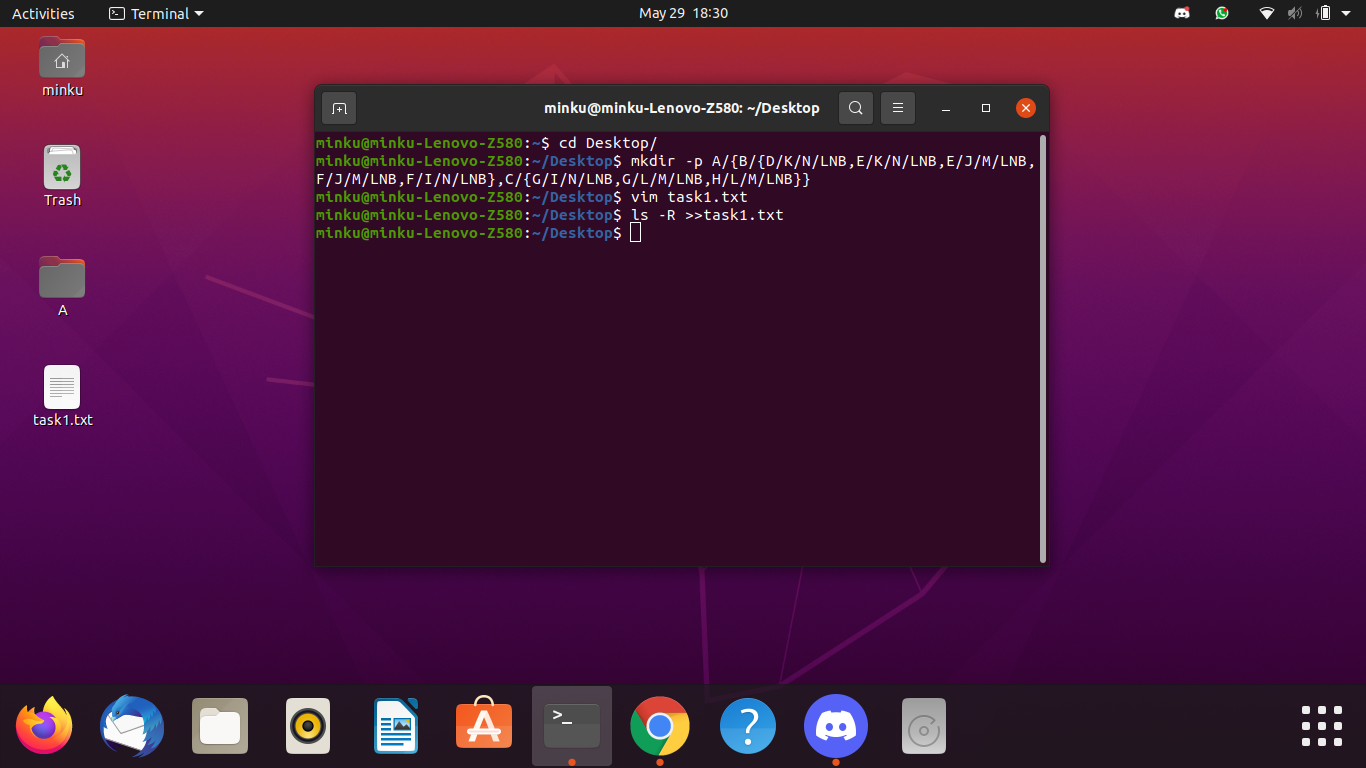 Activities
Terminal
May 29 18:30
minku
Trash
A
task1.txt
minku@minku-Lenovo-Z580: ~/Desktop
minku@minku-Lenovo-Z580:~$ cd Desktop/
minku@minku-Lenovo-Z580:~/Desktop$ mkdir -p A/{B/{D/K/N/LNB,E/K/N/LNB,E/J/M/LNB,
F/J/M/LNB,F/I/N/LNB},C/{G/I/N/LNB,G/L/M/LNB,H/L/M/LNB}}
minku@minku-Lenovo-Z580:~/Desktop$ vim task1.txt
minku@minku-Lenovo-Z580:~/Desktop$ ls -R >>task1.txt
minku@minku-Lenovo-Z580:~/Desktop$